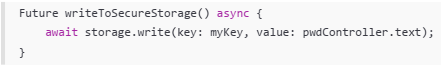 Future writeToSecureStorage() async {
    await storage.write(key: myKey, value: pwdController.text);
}